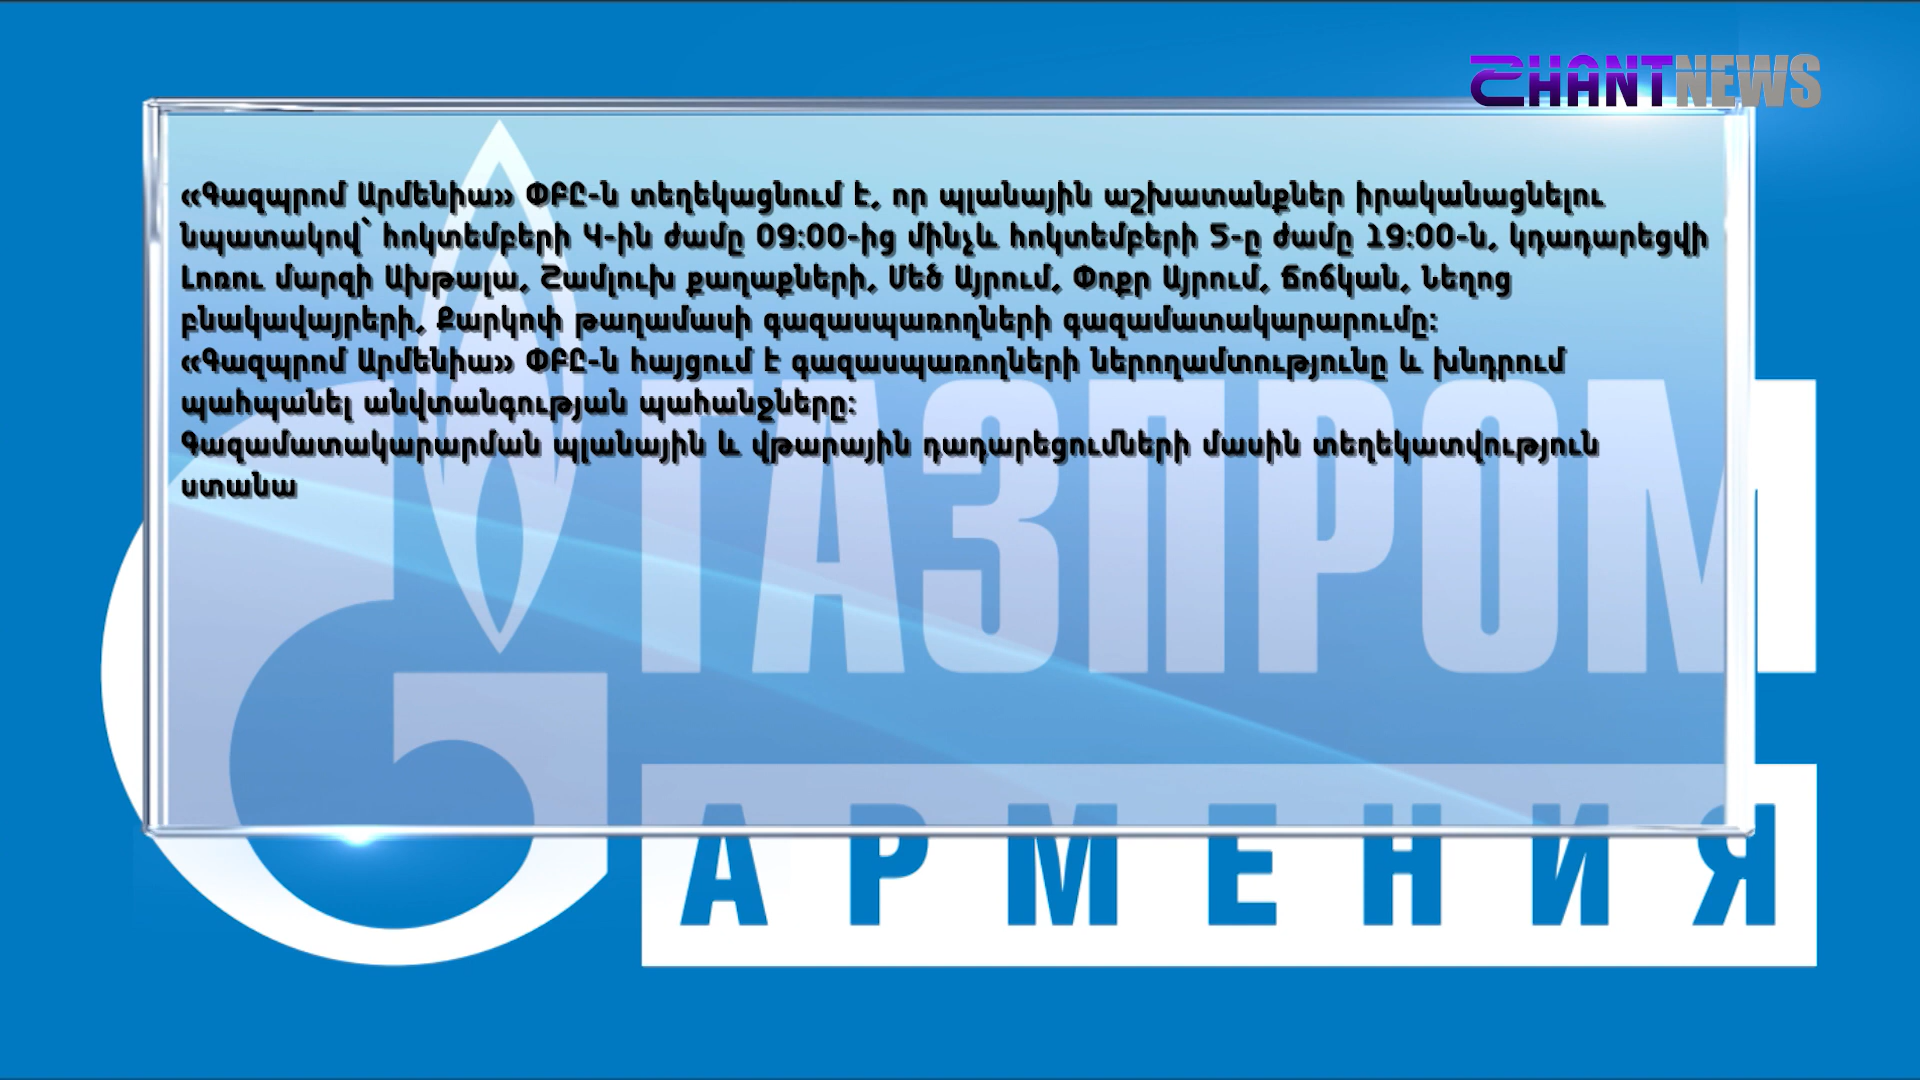 SHANTNEWS
«Գազպրոմ Արմենիա» ՓԲԸ-ն տեղեկացնում է, որ պլանային աշխատանքներ իրականացնելու
նպատակով՝ հոկտեմբերի 4-ին ժամը 09:00-ից մինչև հոկտեմբերի 5-ը ժամը 19:00-ն, կդադարեցվի
Լոռու մարզի Ախթալա, Շամլուխ քաղաքների, Մեծ Այրում, Փոքր Այրում, Ճոճկան, Նեղոց
բնակավայրերի, Քարկոփ թաղամասի գազասպառողների գազամատակարարումը:
«Գազպրոմ Արմենիա» ՓԲԸ-ն հայցում է գազասպառողների ներողամտությունը և խնդրում
պահպանել անվտանգության պահանջները:
Գազամատակարարման պլանային և վթարային դադարեցումների մասին տեղեկատվություն
ստանա
ГАЗПРОМ
АРМЕНИЯ